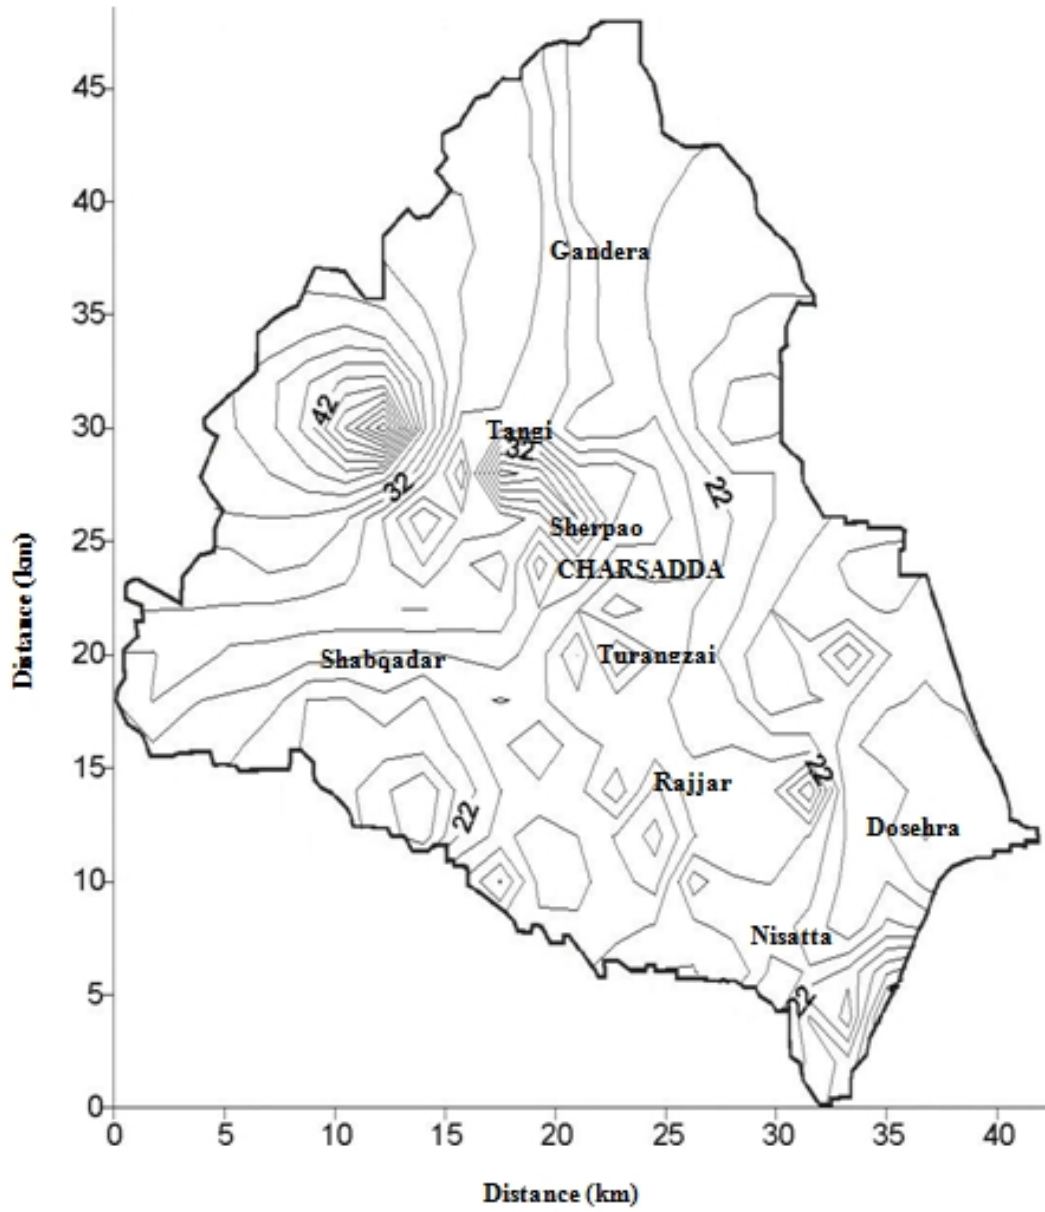 45
40
Gandera
35
42
30
Tangi
32
32
22
Sherpao
25
CHARSADDA
Distance (km)
20
Shabqadar
Turangzai
15
22
Rajjar
22
Dosehra
10
Nisatta
5
22
0
0 5 10 15 20 25 30 35 40
Distance (km)